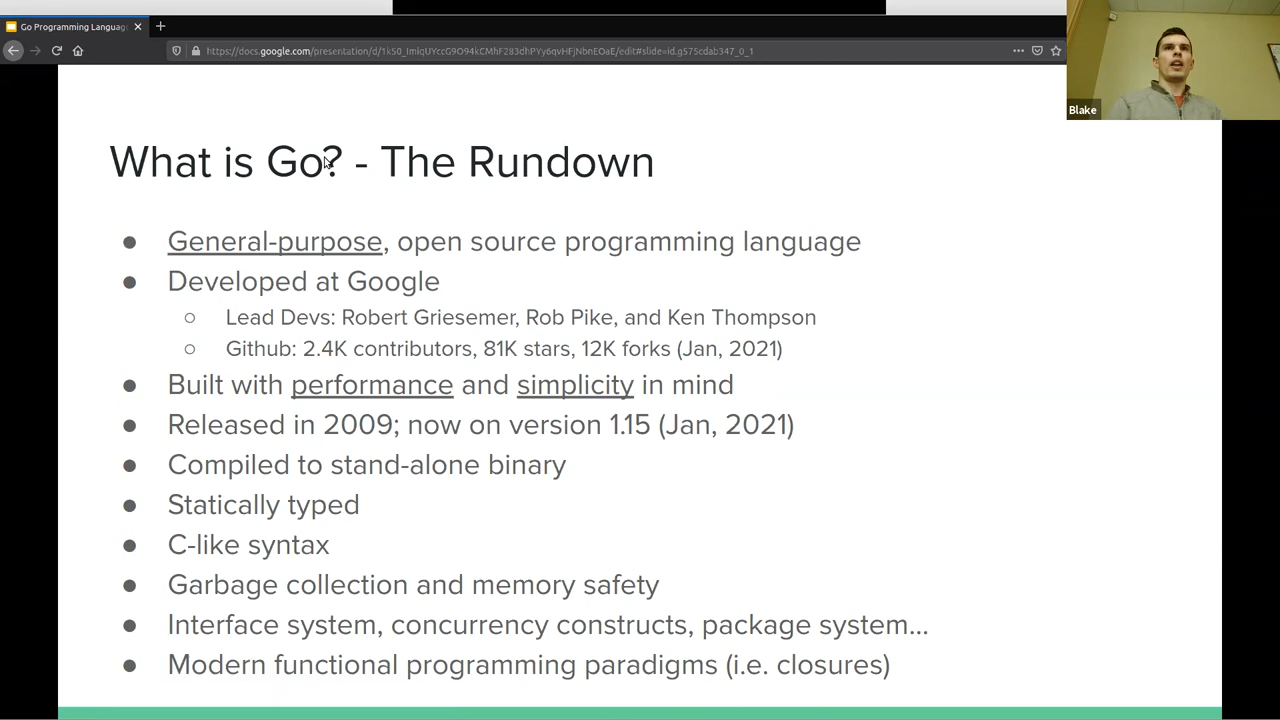 Go Programming Languag
https://docs.google.com/presentation/d/1k50_ImiqUYccG9O94kCMhF283dhPYy6qvHFjNbnEOaE/edit#slide=id.g575cdab347_0_1
Blake
What is Go? - The Rundown
● General-purpose, open source programming language
● Developed at Google
○ Lead Devs: Robert Griesemer, Rob Pike, and Ken Thompson
○ Github: 2.4K contributors, 81K stars, 12K forks (Jan, 2021)
● Built with performance and simplicity in mind
● Released in 2009; now on version 1.15 (Jan, 2021)
● Compiled to stand-alone binary
● Statically typed
● C-like syntax
● Garbage collection and memory safety
● Interface system, concurrency constructs, package system...
● Modern functional programming paradigms (i.e. closures)